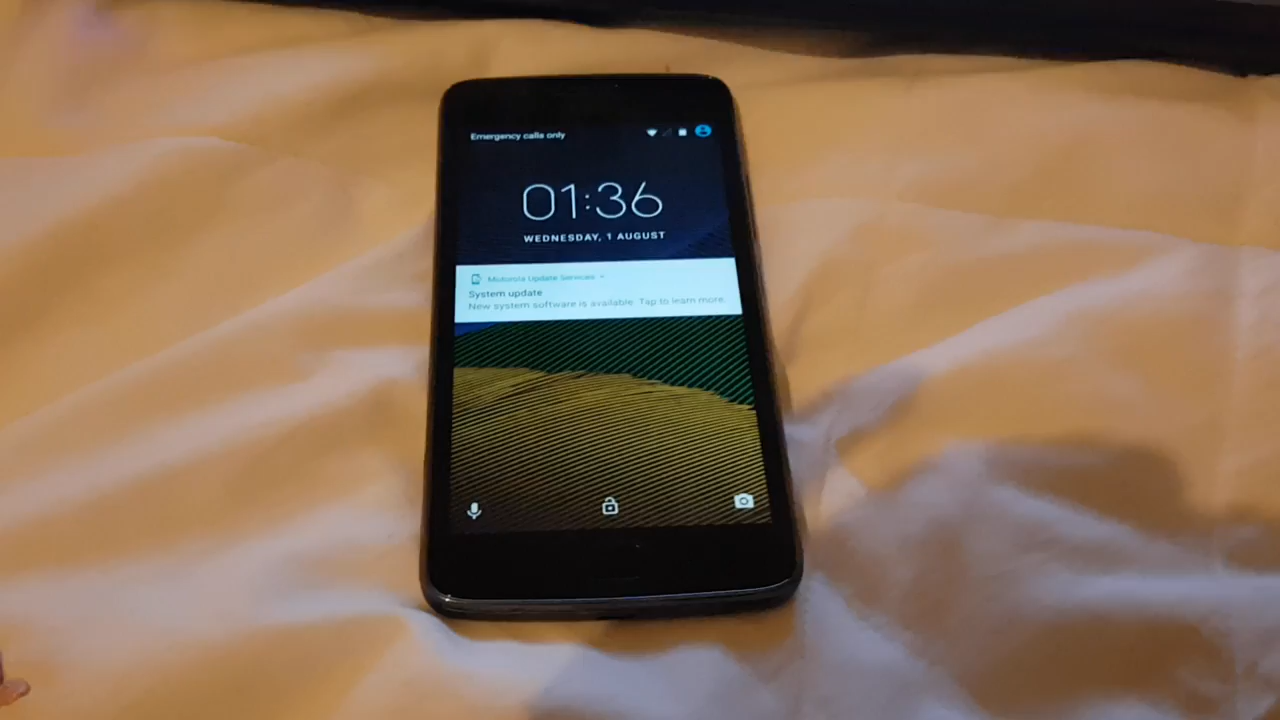 Emergency calls only
01:36
WEDNESDAY, 1 AUGUST
Motorola Update Services
System update
New system software is available. Tap to learn more.